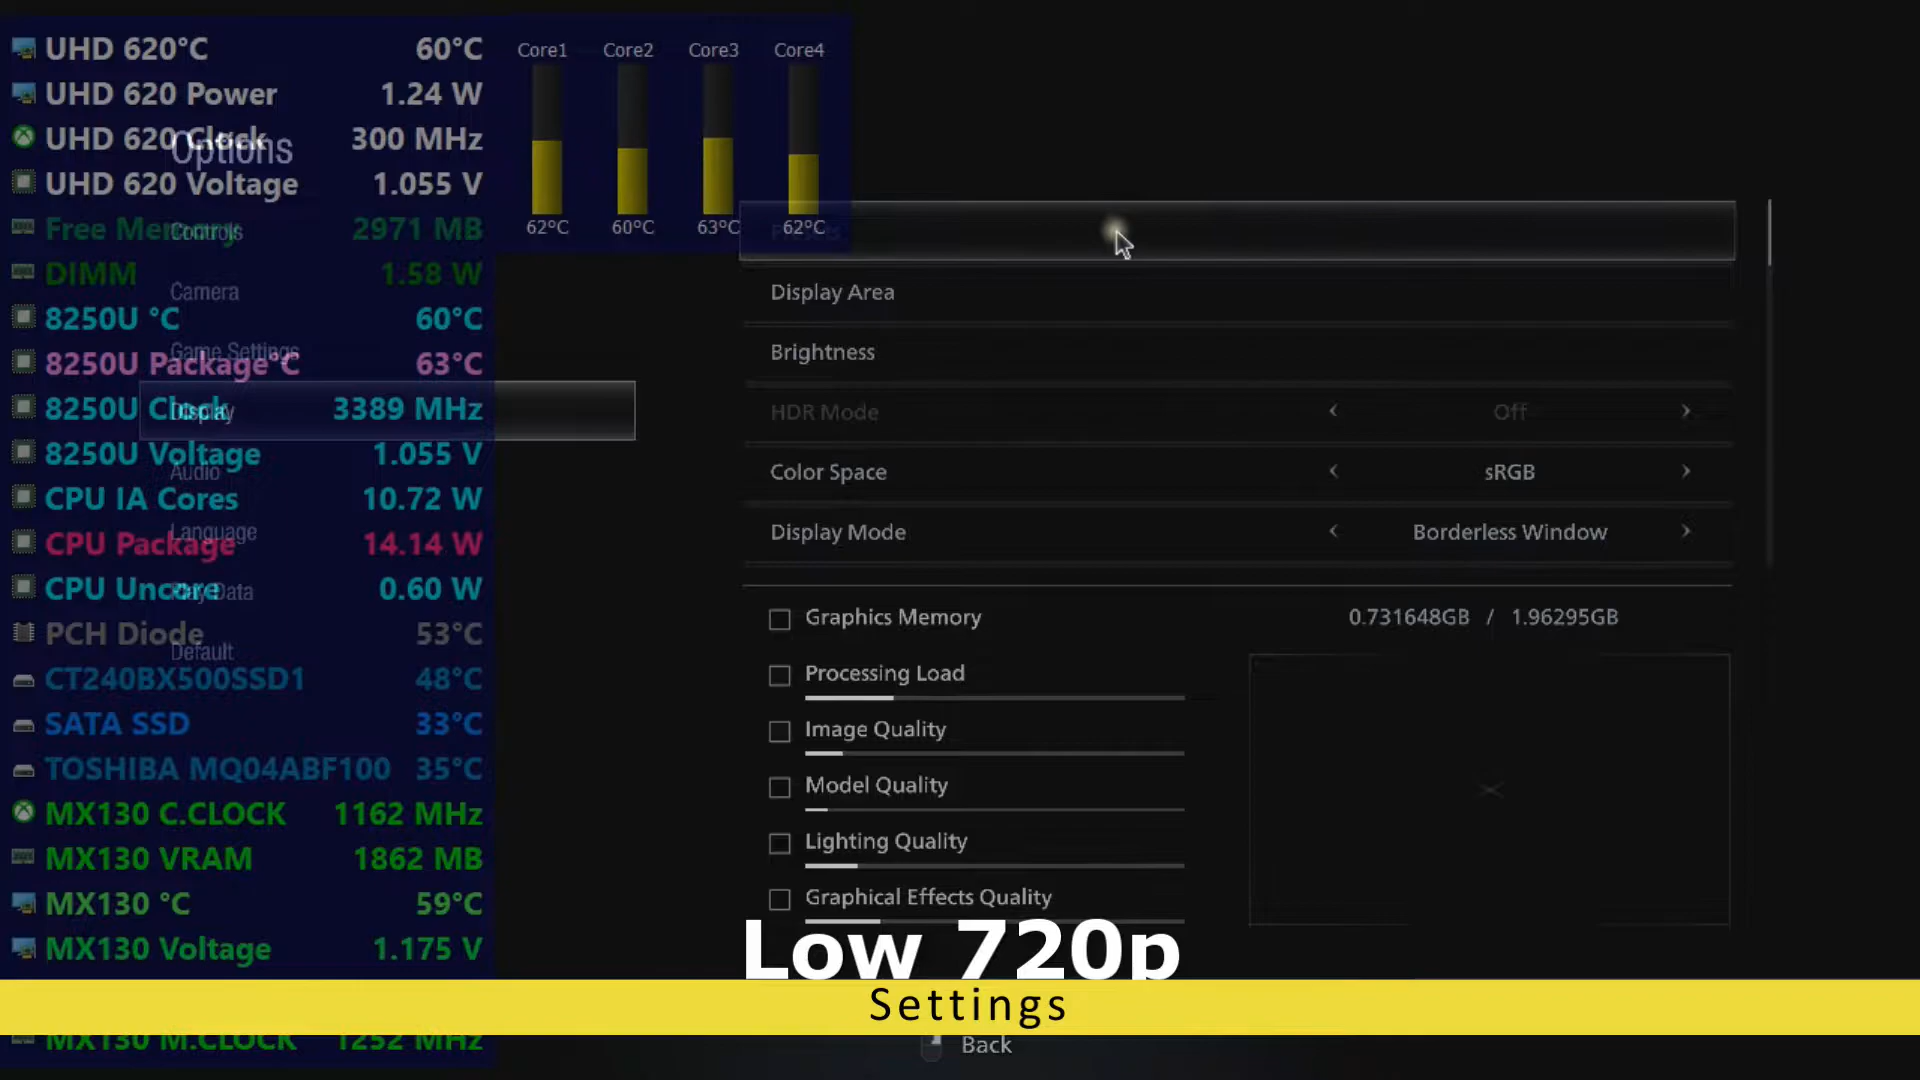 UHD 620°C 60°C
UHD 620 Power 1.24 W
UHD 620 Clock 300 MHz
UHD 620 Voltage 1.055 V
Free Memory 2971 MB
DIMM 1.58 W
8250U °C 60°C
8250U Package°C 63°C
8250U Clock 3389 MHz
8250U Voltage 1.055 V
CPU IA Cores 10.72 W
CPU Package 14.14 W
CPU Uncore 0.60 W
PCH Diode 53°C
CT240BX500SSD1 48°C
SATA SSD 33°C
TOSHIBA MQ04ABF100 35°C
MX130 C.CLOCK 1162 MHz
MX130 VRAM 1862 MB
MX130 °C 59°C
MX130 Voltage 1.175 V
MX130 M.CLOCK 1252 MHz
Core1 Core2 Core3 Core4
62°C 60°C 63°C 62°C
Options
Controls
Camera
Game Settings
Display
Audio
Language
Play Data
Default
Display Area
Brightness
HDR Mode Off
Color Space sRGB
Display Mode Borderless Window
Graphics Memory 0.731648GB / 1.96295GB
Processing Load
Image Quality
Model Quality
Lighting Quality
Graphical Effects Quality
Low 720p
Settings
Back